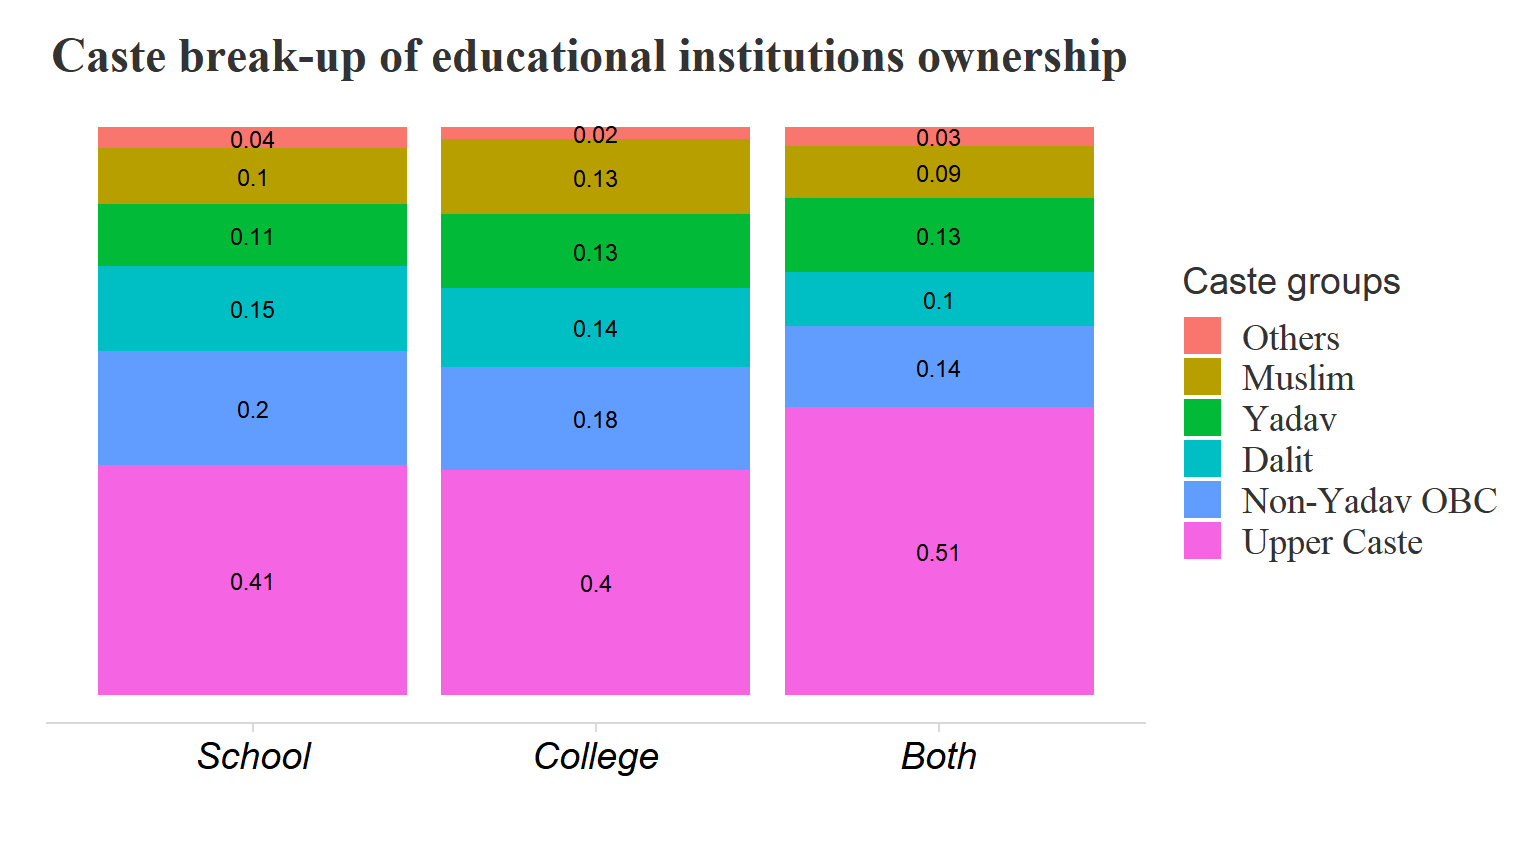 Caste break-up of educational institutions ownership
0.04
0.1
0.11
0.15
0.2
0.41
0.02
0.13
0.13
0.14
0.18
0.4
0.03
0.09
0.13
0.1
0.14
0.51
School
College
Both
Caste groups
Others
Muslim
Yadav
Dalit
Non-Yadav OBC
Upper Caste